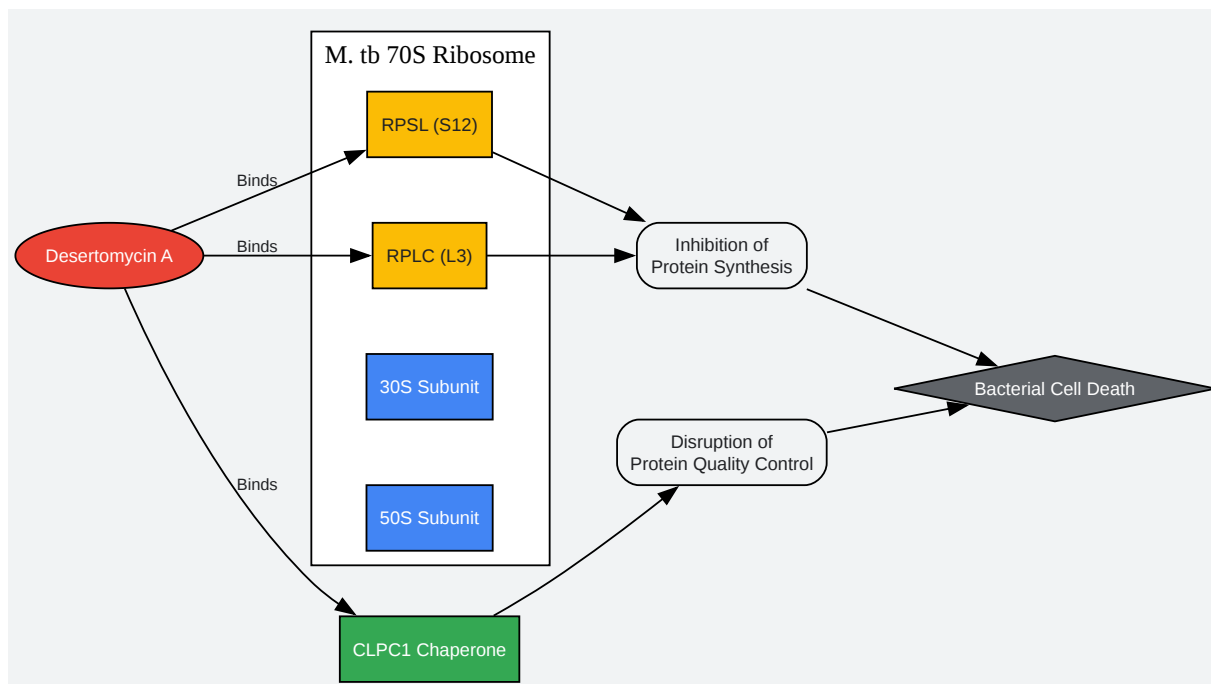 M. tb 70S Ribosome
RPSL (S12)
Binds
Binds
Desertomycin A
RPLC (L3)
Inhibition of
Protein Synthesis
30S Subunit
Bacterial Cell Death
Disruption of
Protein Quality Control
Binds
50S Subunit
CLPC1 Chaperone